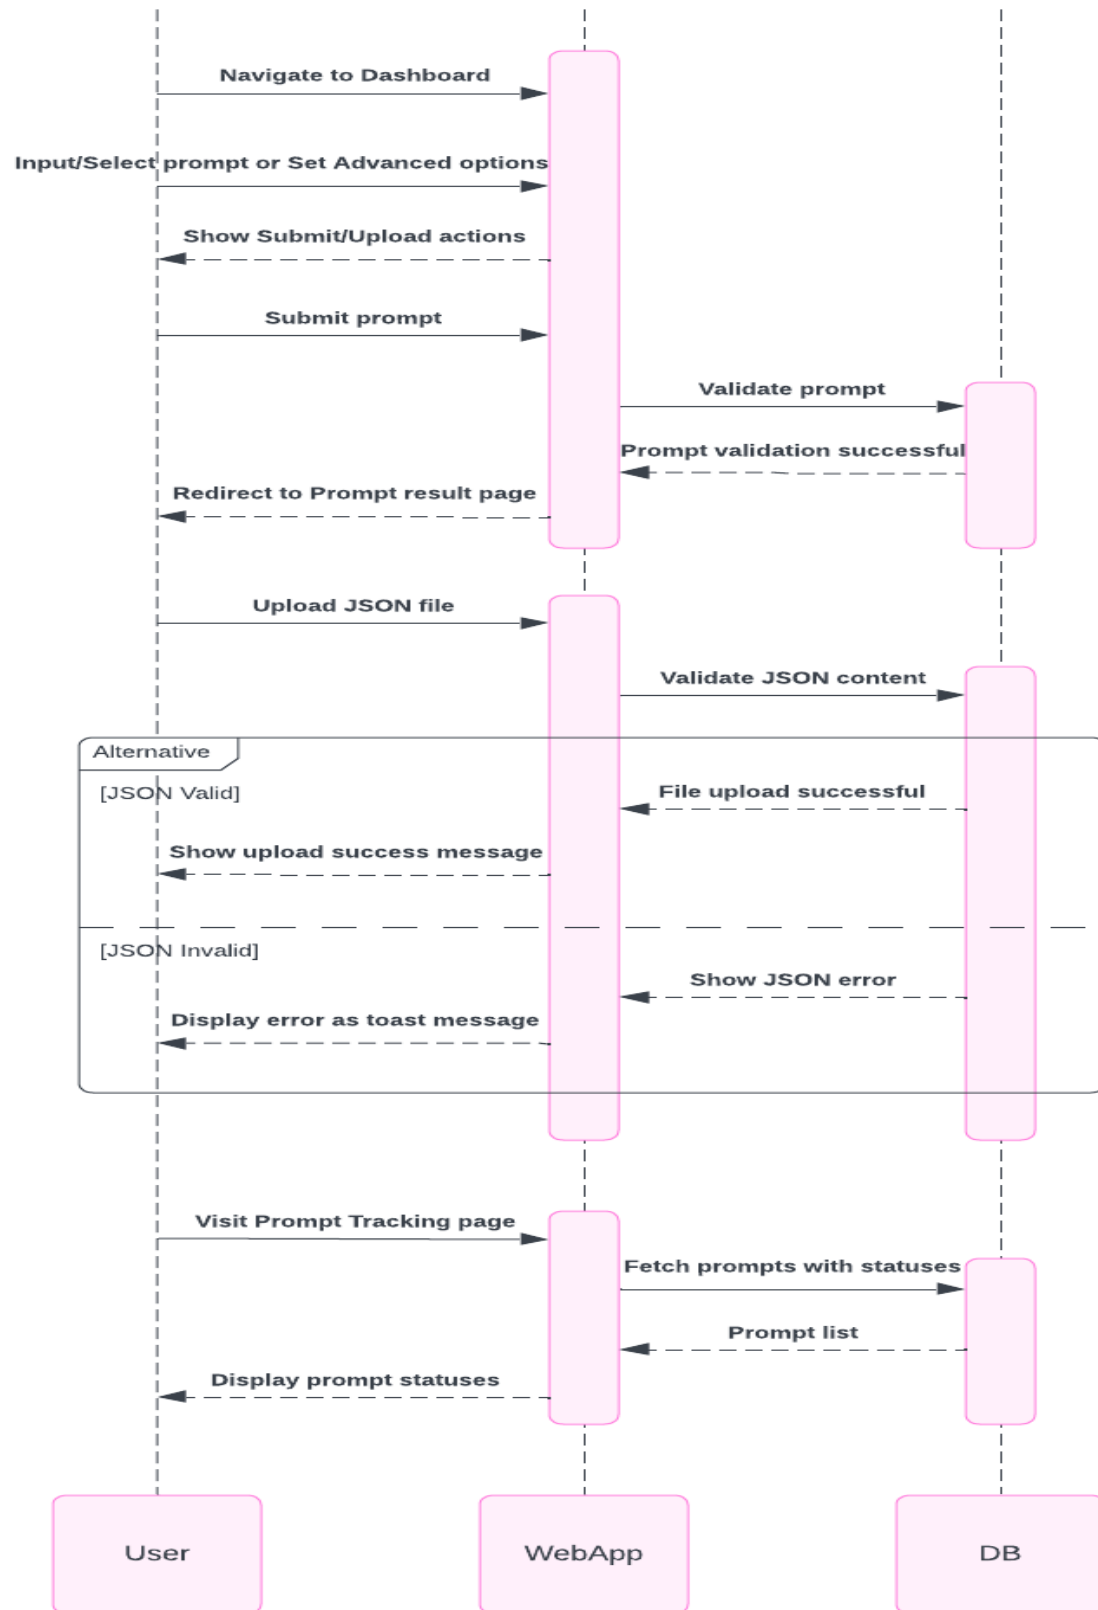 Navigate to Dashboard
Input/Select prompt or Set Advanced options
Show Submit/Upload actions
Submit prompt
Validate prompt
Prompt validation successful
Redirect to Prompt result page
Upload JSON file
Validate JSON content
Alternative
[JSON Valid]
File upload successful
Show upload success message
[JSON Invalid]
Show JSON error
Display error as toast message
Visit Prompt Tracking page
Fetch prompts with statuses
Prompt list
Display prompt statuses
User
WebApp
DB